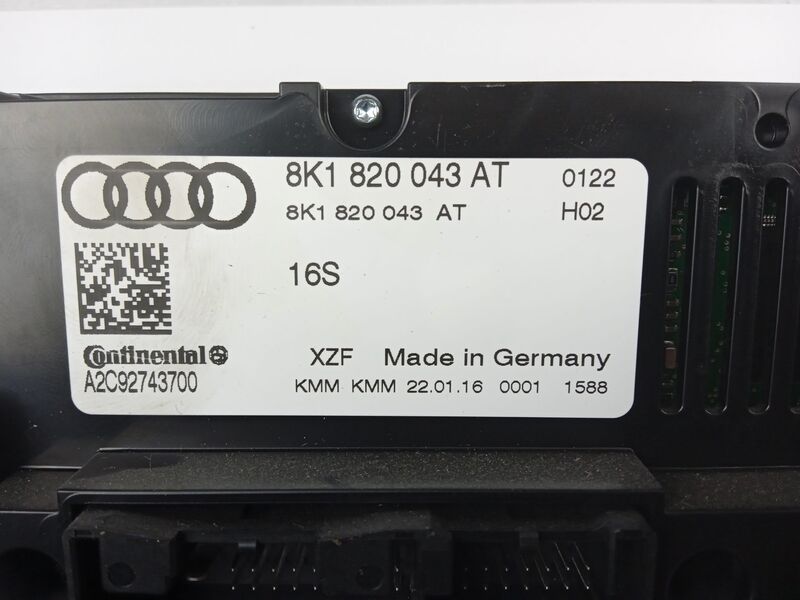 8K1 820 043 AT 0122
8K1 820 043 AT H02
16S
Continental XZF Made in Germany
A2C92743700 KMM KMM 22.01.16 0001 1588